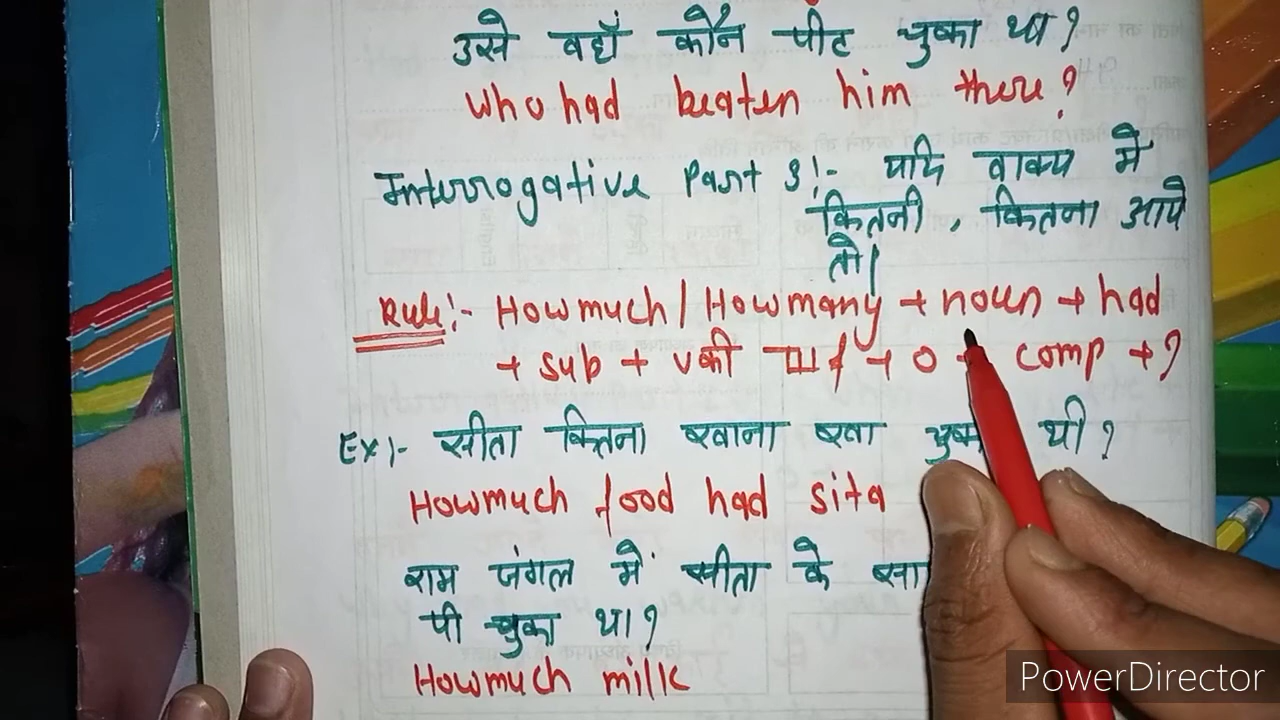 उसे वहाँ कौन पीट चुका था?
Who had beaten him there?
Interrogative Part 3:- यदि वाक्य मे
कितनी, कितना आये
तो।
Rule:- Howmuch/Howmany + noun + had
+ sub + v की III f + o + comp + ?
Ex:- सीता कितना खाना खा थी?
Howmuch food had sita
राम जंगल में सीता के
पी चुका था?
Howmuch milk
PowerDirector